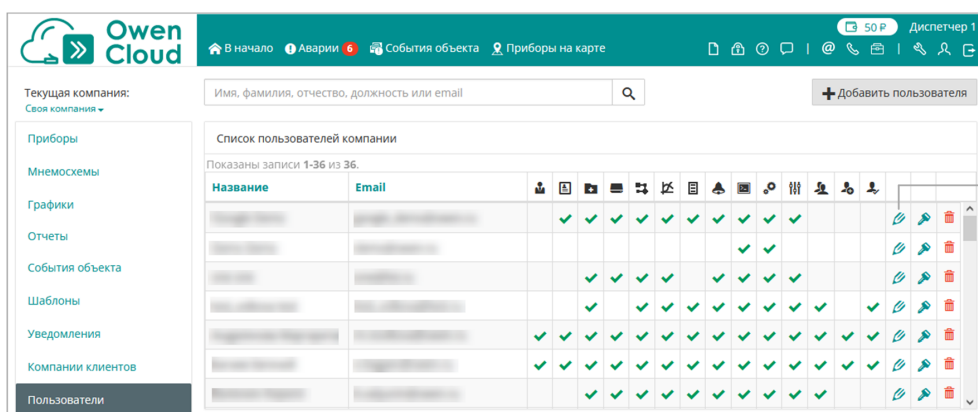 Owen
Cloud
В начало Аварии 6 События объекта Приборы на карте
50 ₽ Диспетчер 1
Текущая компания:
Своя компания
Имя, фамилия, отчество, должность или email
Добавить пользователя
Приборы
Мнемосхемы
Графики
Отчеты
События объекта
Шаблоны
Уведомления
Компании клиентов
Пользователи
Список пользователей компании
Показаны записи 1-36 из 36.
Название Email